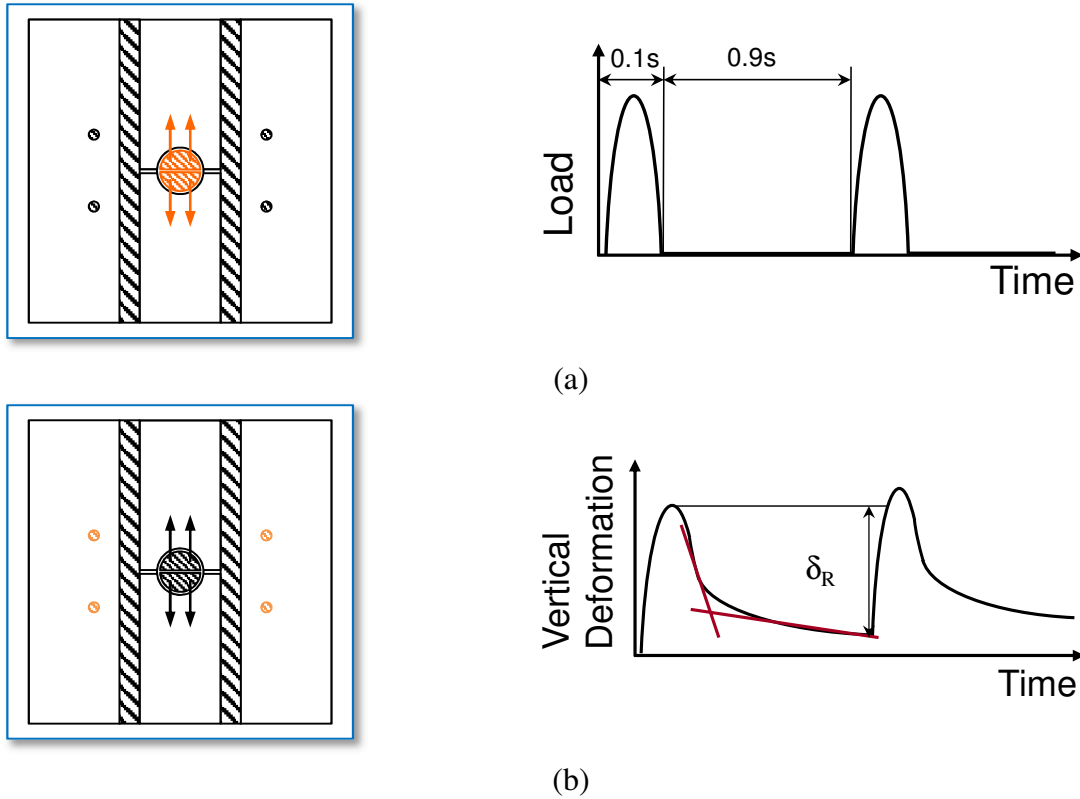 0.1s
0.9s
Load
Time
(a)
Vertical
Deformation
δR
Time
(b)